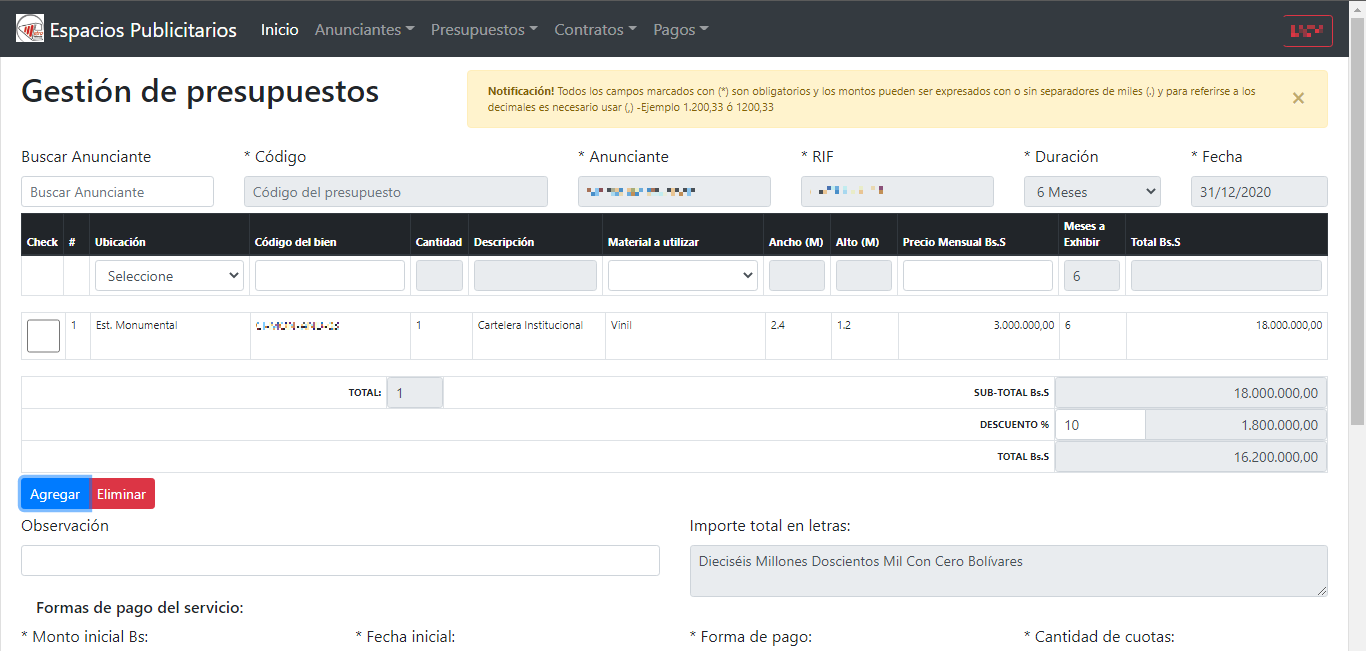 Espacios Publicitarios Inicio Anunciantes Presupuestos Contratos Pagos
Gestión de presupuestos
Notificación! Todos los campos marcados con (*) son obligatorios y los montos pueden ser expresados con o sin separadores de miles (.) y para referirse a los
decimales es necesario usar (,) -Ejemplo 1.200,33 ó 1200,33
×
Buscar Anunciante * Código * Anunciante * RIF * Duración * Fecha
Buscar Anunciante Código del presupuesto 6 Meses 31/12/2020
Check # Ubicación Código del bien Cantidad Descripción Material a utilizar Ancho (M) Alto (M) Precio Mensual Bs.S Meses a Exhibir Total Bs.S
Seleccione 6
1 Est. Monumental 1 Cartelera Institucional Vinil 2.4 1.2 3.000.000,00 6 18.000.000,00
TOTAL: 1 SUB-TOTAL Bs.S 18.000.000,00
DESCUENTO % 10 1.800.000,00
TOTAL Bs.S 16.200.000,00
Agregar Eliminar
Observación Importe total en letras:
Dieciséis Millones Doscientos Mil Con Cero Bolívares
Formas de pago del servicio:
* Monto inicial Bs: * Fecha inicial: * Forma de pago: * Cantidad de cuotas: